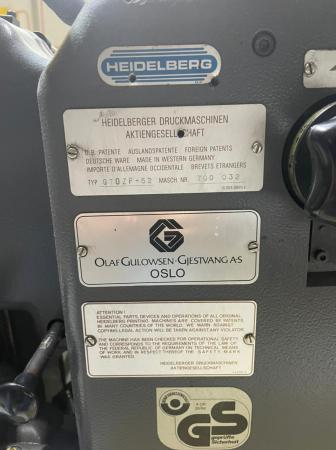 HEIDELBERG
HEIDELBERGER DRUCKMASCHINEN
AKTIENGESELLSCHAFT
D.B. PATENTE AUSLANDSPATENTE FOREIGN PATENTS
DEUTSCHE WARE MADE IN WESTERN GERMANY
IMPORTÉ D'ALLEMAGNE OCCIDENTALE BREVETS ETRANGERS
TYP GTOZP-52 MASCH. NR. 700 032
OLAF GULOWSEN · GJESTVANG A·S
OSLO
ATTENTION!
ESSENTIAL PARTS, DEVICES AND OPERATIONS OF ALL ORIGINAL
HEIDELBERG PRINTING MACHINES ARE COVERED BY PATENTS
IN MANY COUNTRIES OF THE WORLD. WE WARN AGAINST
COPYING. LEGAL ACTION WILL BE TAKEN AGAINST ANY VIOLATOR.
THE MACHINE HAS BEEN CHECKED FOR OPERATIONAL SAFETY
AND CORRESPONDS TO THE REQUIREMENTS OF THE LAW OF
THE FEDERAL REPUBLIC OF GERMANY ON TECHNICAL MEANS
OF WORK, AND IN RESPECT THEREOF THE SAFETY MARK
WAS GRANTED.
HEIDELBERGER DRUCKMASCHINEN
AKTIENGESELLSCHAFT
GS
geprüfte
Sicherheit